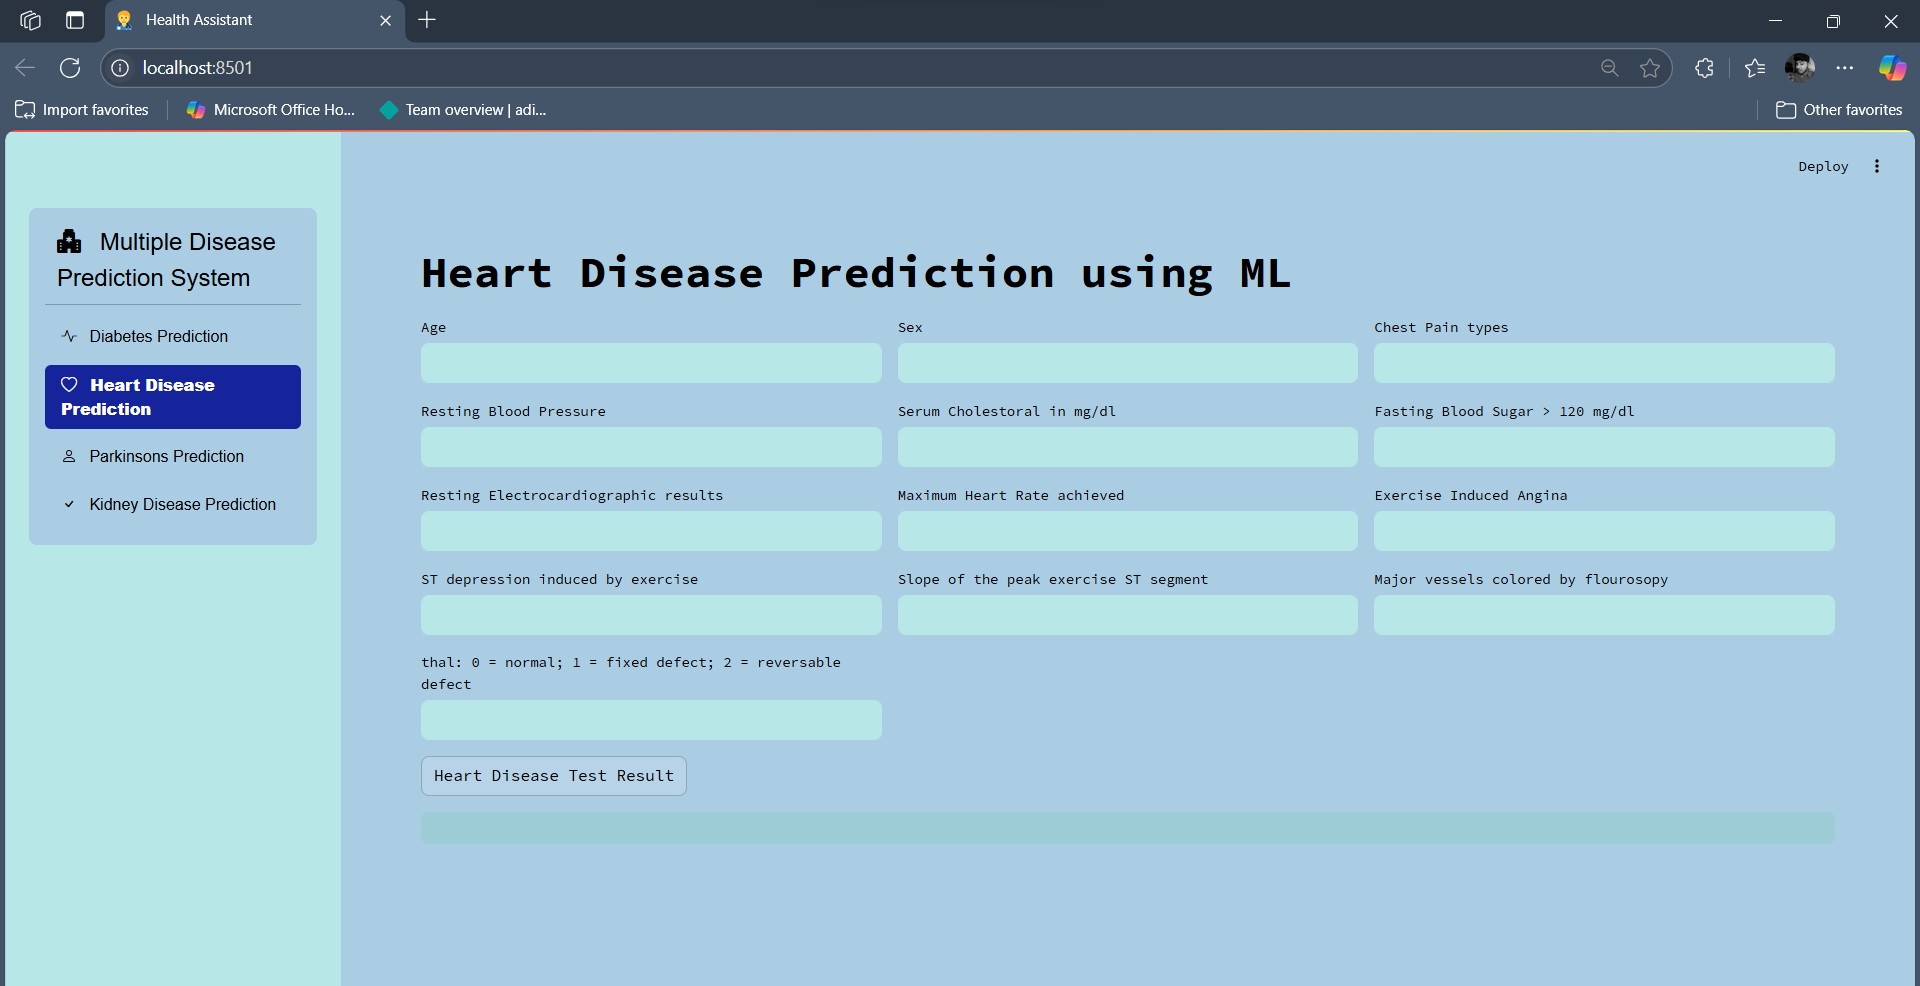 Health Assistant
localhost:8501
Import favorites
Microsoft Office Ho...
Team overview | adi...
Other favorites
Deploy
Multiple Disease
Prediction System
Diabetes Prediction
Heart Disease
Prediction
Parkinsons Prediction
Kidney Disease Prediction
Heart Disease Prediction using ML
Age
Sex
Chest Pain types
Resting Blood Pressure
Serum Cholestoral in mg/dl
Fasting Blood Sugar > 120 mg/dl
Resting Electrocardiographic results
Maximum Heart Rate achieved
Exercise Induced Angina
ST depression induced by exercise
Slope of the peak exercise ST segment
Major vessels colored by flourosopy
thal: 0 = normal; 1 = fixed defect; 2 = reversable
defect
Heart Disease Test Result